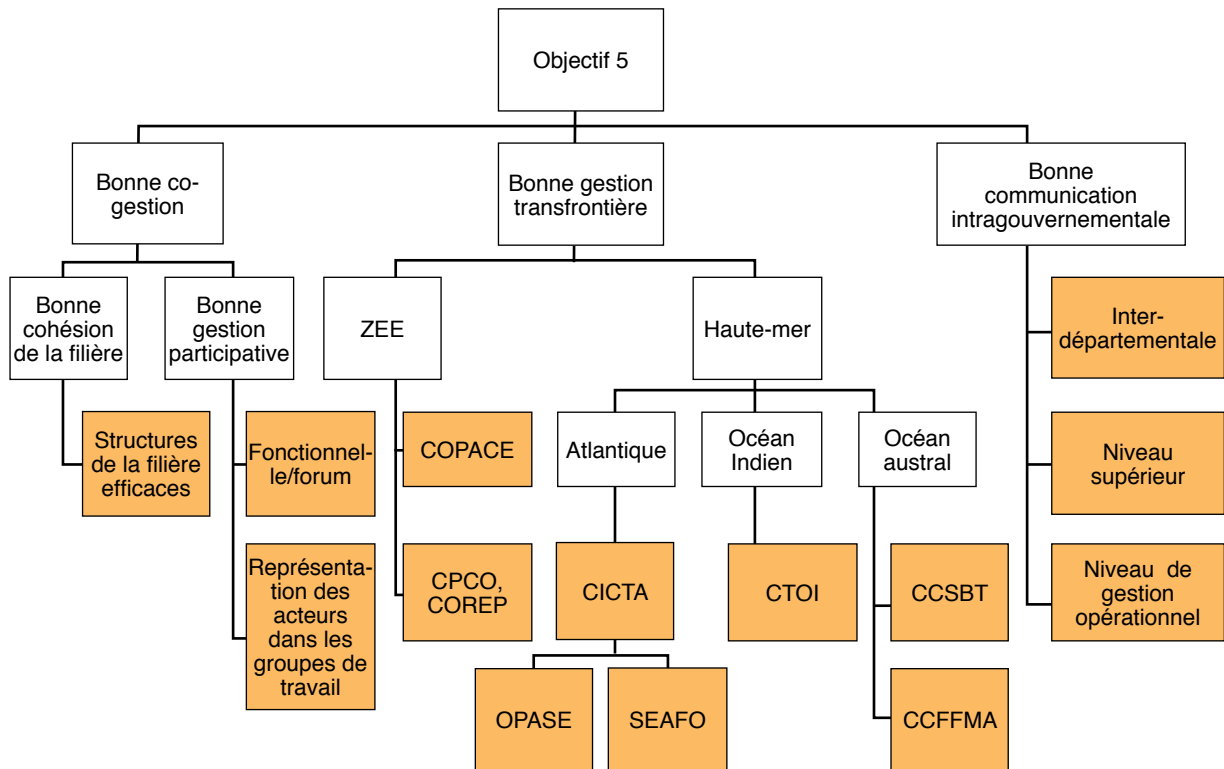 Objectif 5
Bonne co-
gestion
Bonne gestion
transfrontière
Bonne
communication
intragouvernementale
Bonne
cohésion
de la filière
Bonne
gestion
participative
ZEE
Haute-mer
Inter-
départementale
Structures
de la filière
efficaces
Fonctionnel-
le/forum
COPACE
Atlantique
Océan
Indien
Océan
austral
Niveau
supérieur
Représenta-
tion des
acteurs
dans les
groupes de
travail
CPCO,
COREP
CICTA
CTOI
CCSBT
Niveau de
gestion
opérationnel
OPASE
SEAFO
CCFFMA